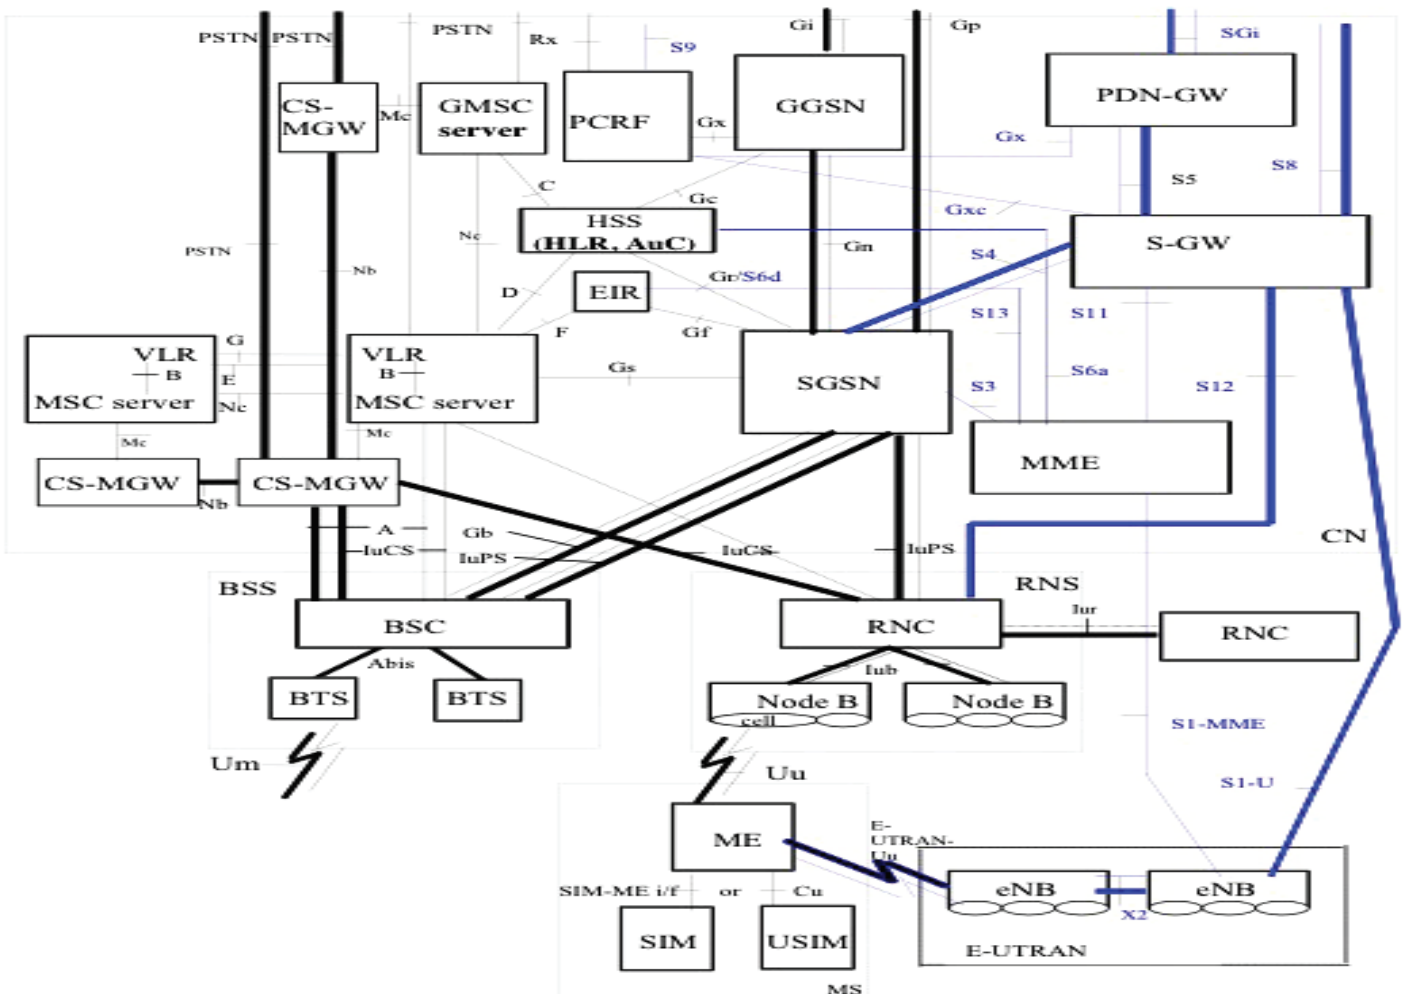 PSTN
PSTN
PSTN
Rx
S9
Gi
Gp
SGi
CS-
MGW
Mc
GMSC
server
PCRF
Gx
GGSN
PDN-GW
Gx
S8
S5
C
Gc
Gxc
HSS
(HLR, AuC)
Nc
PSTN
Nb
Gn
S4
S-GW
D
EIR
Gr/S6d
F
Gf
S13
S11
G
VLR
B
E
MSC server
Nc
VLR
B
MSC server
Gs
SGSN
S3
S6a
S12
Mc
Mc
CS-MGW
Nb
CS-MGW
MME
A
IuCS
Gb
IuPS
IuCS
IuPS
CN
BSS
RNS
BSC
RNC
Iur
RNC
Abis
Iub
BTS
BTS
Node B
cell
Node B
S1-MME
Um
Uu
S1-U
ME
E-
UTRAN-
Uu
SIM-ME i/f
or
Cu
eNB
X2
eNB
SIM
USIM
E-UTRAN
MS